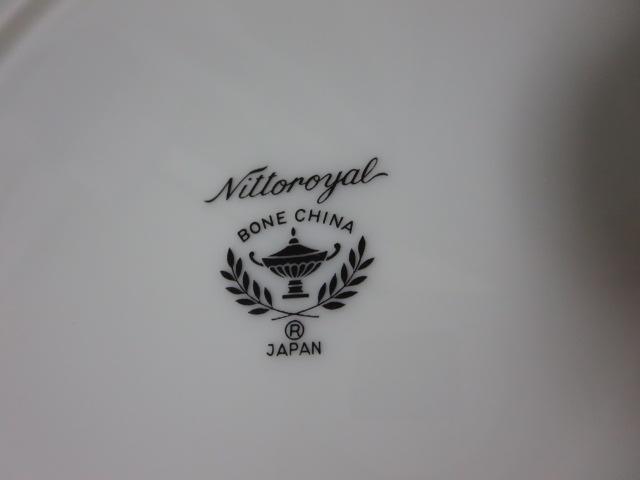 Nittoroyal
BONE CHINA
®
JAPAN